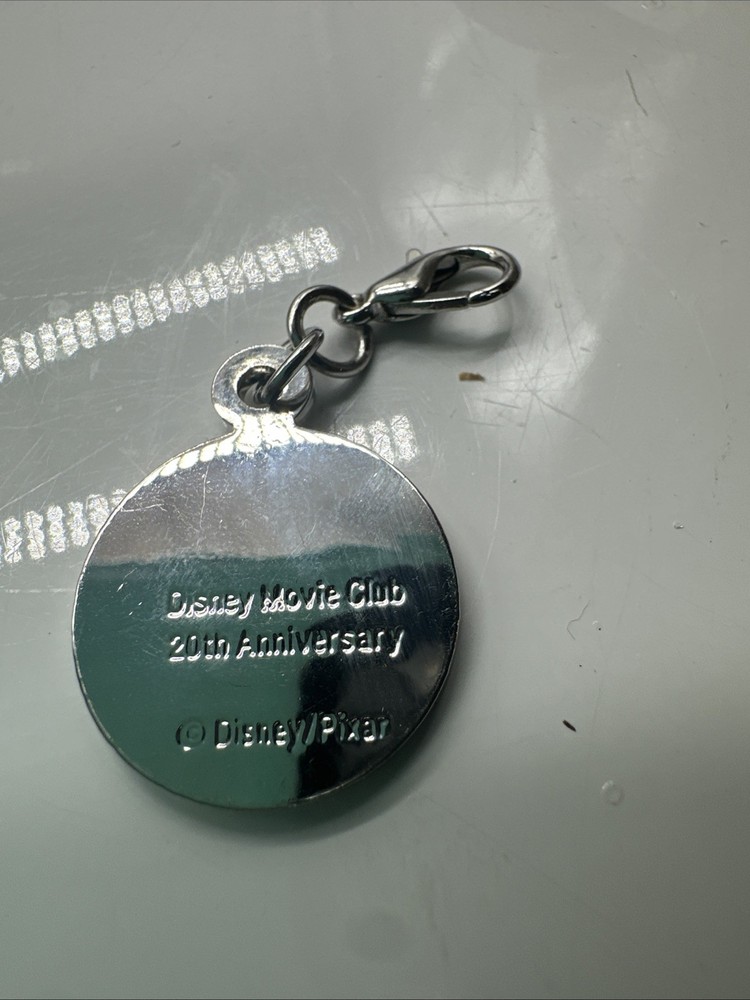 Disney Movie Club
20th Anniversary
© Disney/Pixar